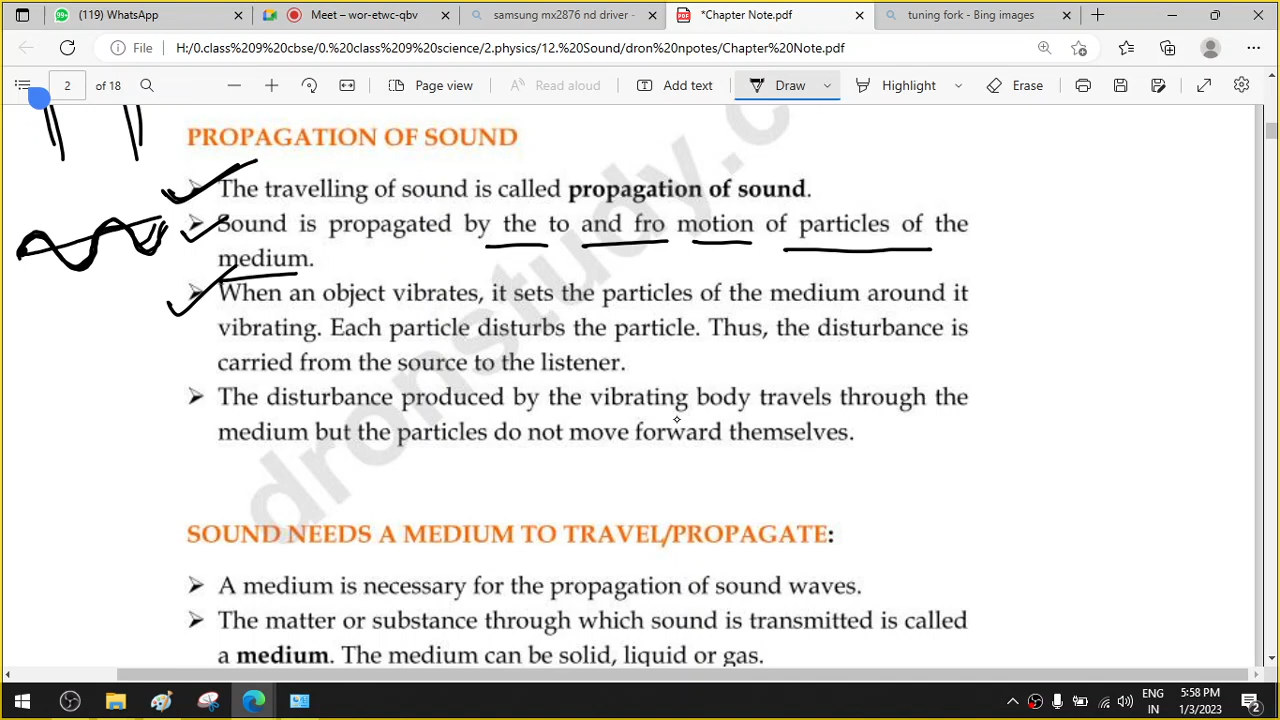 (119) WhatsApp
Meet – wor-etwc-qbv
samsung mx2876 nd driver -
*Chapter Note.pdf
tuning fork - Bing images
File
H:/0.class%209%20cbse/0.%20class%209%20science/2.physics/12.%20Sound/dron%20npotes/Chapter%20Note.pdf
2 of 18
Page view
Read aloud
Add text
Draw
Highlight
Erase
PROPAGATION OF SOUND
The travelling of sound is called propagation of sound.
Sound is propagated by the to and fro motion of particles of the
medium.
When an object vibrates, it sets the particles of the medium around it
vibrating. Each particle disturbs the particle. Thus, the disturbance is
carried from the source to the listener.
The disturbance produced by the vibrating body travels through the
medium but the particles do not move forward themselves.
SOUND NEEDS A MEDIUM TO TRAVEL/PROPAGATE:
A medium is necessary for the propagation of sound waves.
The matter or substance through which sound is transmitted is called
a medium. The medium can be solid, liquid or gas.
dronstudy.c
ENG
IN
5:58 PM
1/3/2023
2